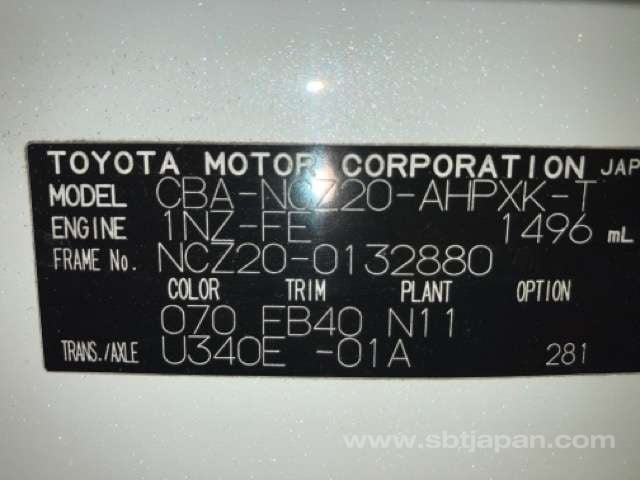 TOYOTA MOTOR CORPORATION JAP
MODEL CBA-NCZ20-AHPXK-T
ENGINE 1NZ-FE 1496 mL
FRAME No. NCZ20-0132880
COLOR TRIM PLANT OPTION
070 FB40 N11
TRANS./AXLE U340E -01A 281
www.sbtjapan.com